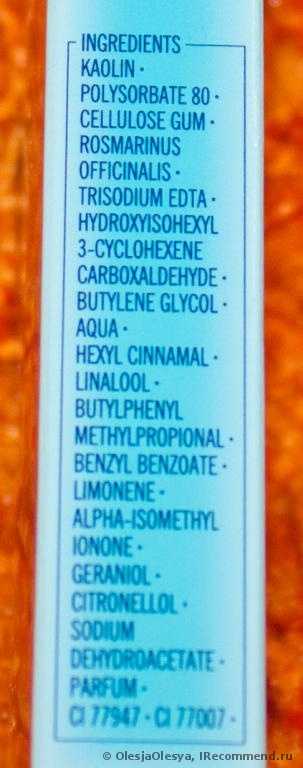 INGREDIENTS
KAOLIN ·
POLYSORBATE 80 ·
CELLULOSE GUM ·
ROSMARINUS
OFFICINALIS ·
TRISODIUM EDTA ·
HYDROXYISOHEXYL
3-CYCLOHEXENE
CARBOXALDEHYDE ·
BUTYLENE GLYCOL ·
AQUA ·
HEXYL CINNAMAL ·
LINALOOL ·
BUTYLPHENYL
METHYLPROPIONAL ·
BENZYL BENZOATE ·
LIMONENE ·
ALPHA-ISOMETHYL
IONONE ·
GERANIOL ·
CITRONELLOL ·
SODIUM
DEHYDROACETATE ·
PARFUM ·
CI 77947 · CI 77007 ·
© OlesjaOlesya, IRecommend.ru